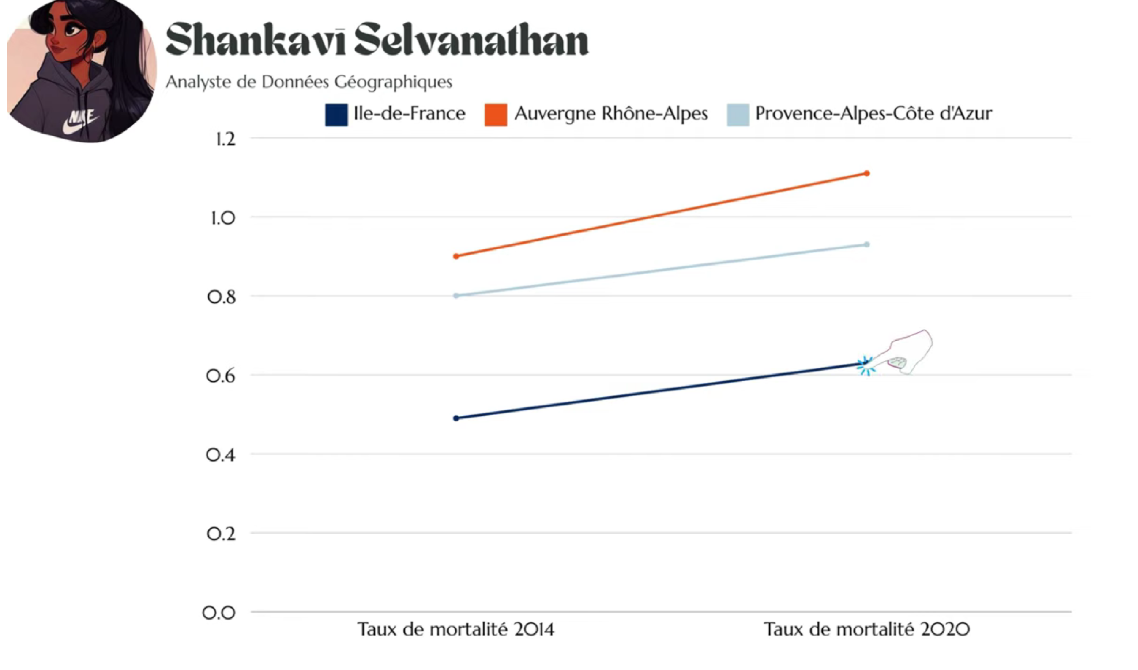 Shankavī Selvanathan
Analyste de Données Géographiques
NIKE
Ile-de-France Auvergne Rhône-Alpes Provence-Alpes-Côte d'Azur
1.2
1.0
0.8
0.6
0.4
0.2
0.0
Taux de mortalité 2014 Taux de mortalité 2020